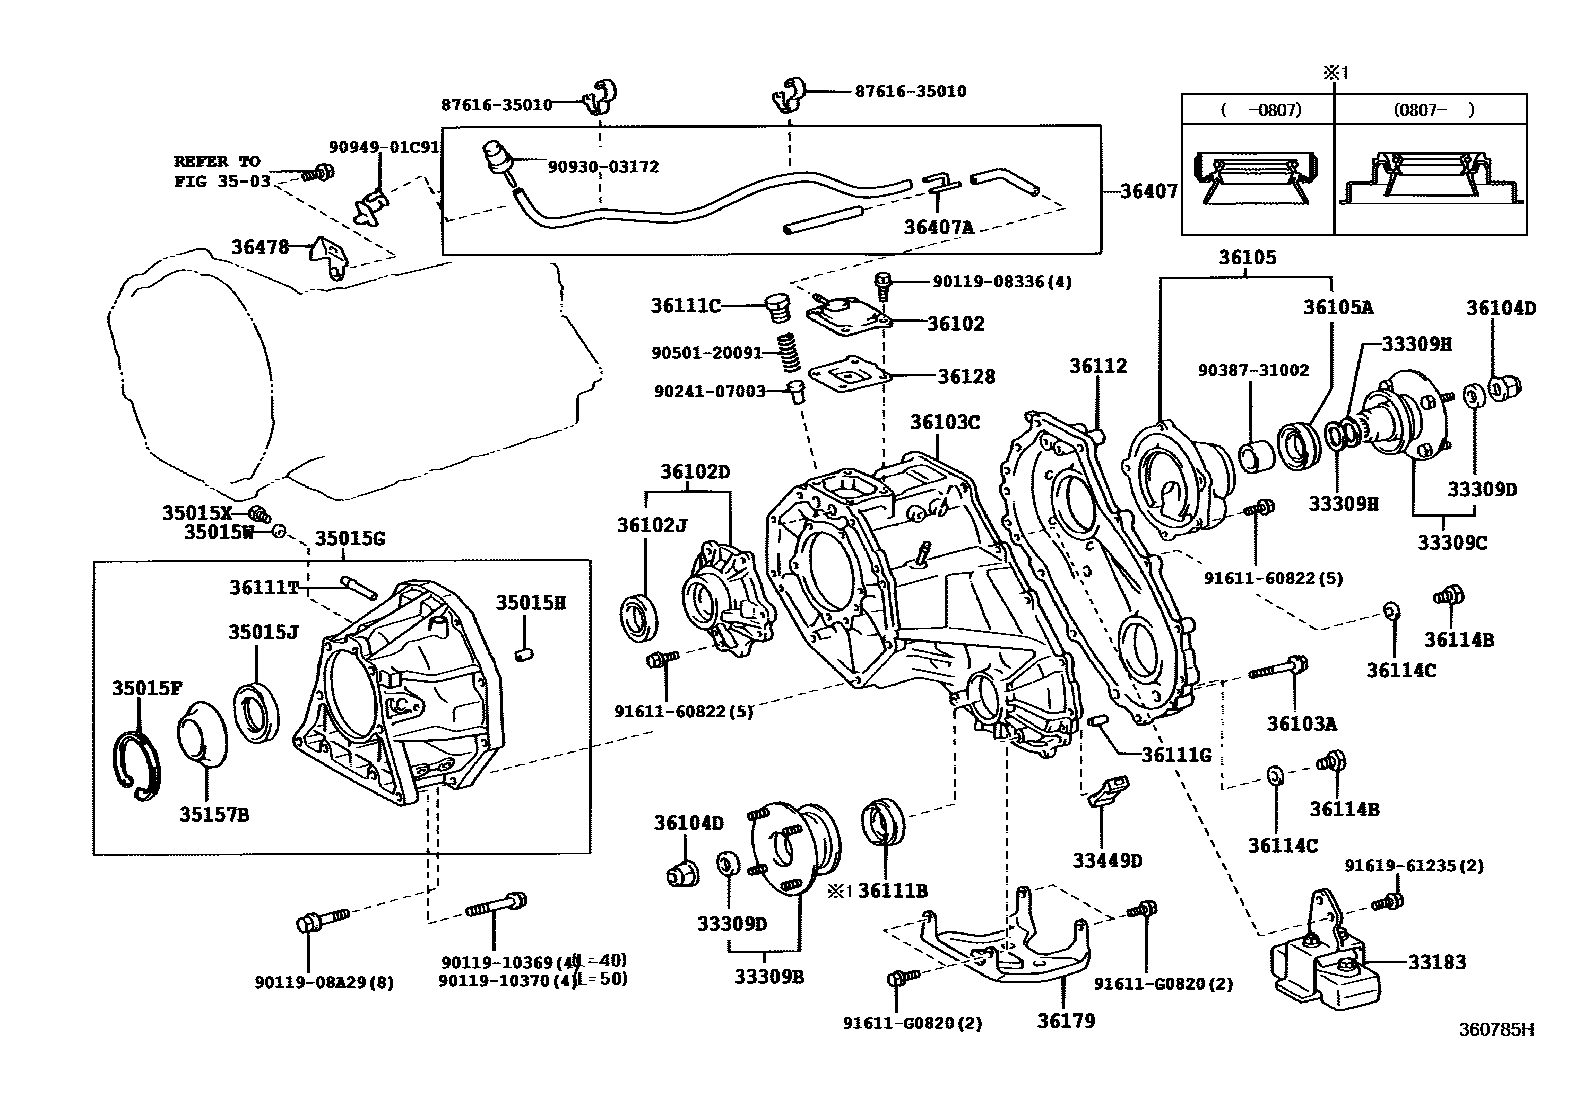 ※1
87616-35010
87616-35010
(    -0807)
(0807-    )
90949-01C91
REFER TO
FIG 35-03
90930-03172
36407
36407A
36478
36105
90119-08336(4)
36111C
36102
36105A
36104D
90501-20091
33309H
36112
90387-31002
36128
90241-07003
36103C
36102D
33309D
33309H
35015X
36102J
35015W
35015G
33309C
91611-60822(5)
36111T
35015H
35015J
36114B
36114C
35015F
91611-60822(5)
36103A
36111G
35157B
36114B
36104D
36114C
33449D
91619-61235(2)
※1 36111B
33309D
90119-10369(4)(L=40)
33183
33309B
90119-08A29(8)
90119-10370(4)(L=50)
91611-G0820(2)
91611-G0820(2)
36179
360785H